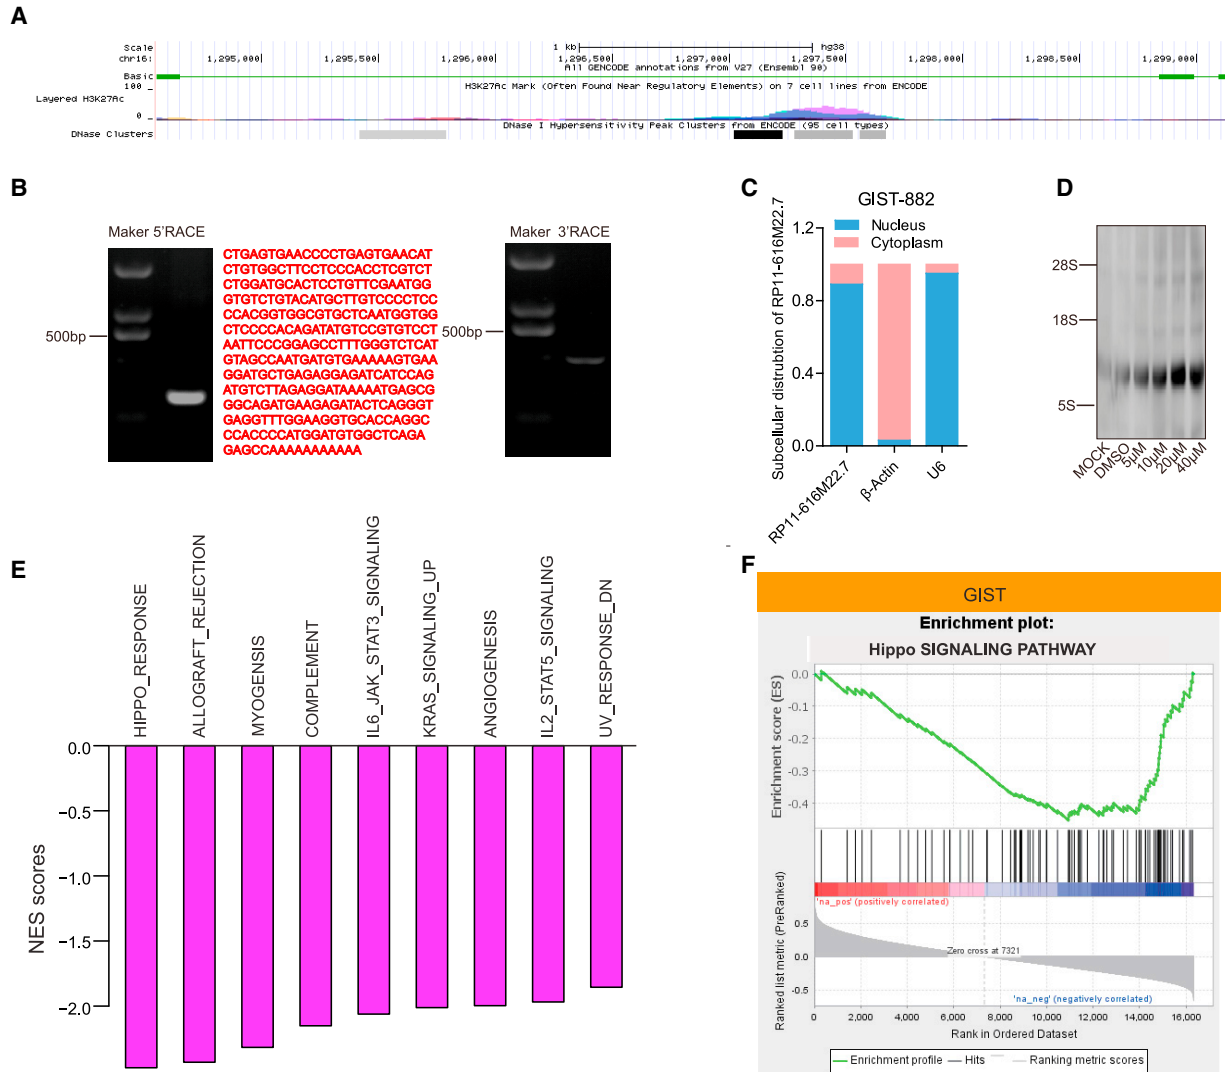 A
Scale
1 kb
hg38
chr16:
1,295,000
1,295,500
1,296,000
1,296,500
1,297,000
1,297,500
1,298,000
1,298,500
1,299,000
All GENCODE annotations from V27 (Ensembl 90)
Basic
100 _
H3K27Ac Mark (Often Found Near Regulatory Elements) on 7 cell lines from ENCODE
Layered H3K27Ac
0 _
DNase I Hypersensitivity Peak Clusters from ENCODE (95 cell types)
DNase Clusters
B
Maker 5'RACE
500bp
CTGAGTGAACCCCTGAGTGAACAT
CTGTGGCTTCCTCCCACCTCGTCT
CTGGATGCACTCCTGTTCGAATGG
GTGTCTGTACATGCTTGTCCCCTCC
CCACGGTGGCGTGCTCAATGGTGG
CTCCCCACAGATATGTCCGTGTCCT
AATTCCCGGAGCCTTTGGGTCTCAT
GTAGCCAATGATGTGAAAAAGTGAA
GGATGCTGAGAGGAGATCATCCAG
ATGTCTTAGAGGATAAAAATGAGCG
GGCAGATGAAGAGATACTCAGGGT
GAGGTTTGGAAGGTGCACCAGGC
CCACCCCATGGATGTGGCTCAGA
GAGCCAAAAAAAAAAA
Maker 3'RACE
500bp
C
GIST-882
Nucleus
Cytoplasm
Subcellular distrubtion of RP11-616M22.7
1.2
0.8
0.4
0.0
RP11-616M22.7
β-Actin
U6
D
28S
18S
5S
MOCK
DMSO
5μM
10μM
20μM
40μM
E
HIPPO_RESPONSE
ALLOGRAFT_REJECTION
MYOGENSIS
COMPLEMENT
IL6_JAK_STAT3_SIGNALING
KRAS_SIGNALING_UP
ANGIOGENESIS
IL2_STAT5_SIGNALING
UV_RESPONSE_DN
NES scores
0.0
−0.5
−1.0
−1.5
−2.0
F
GIST
Enrichment plot:
Hippo SIGNALING PATHWAY
Enrichment score (ES)
0.0
-0.1
-0.2
-0.3
-0.4
'na_pos' (positively correlated)
Ranked list metric (PreRanked)
0.5
0.0
-0.5
Zero cross at 7321
'na_neg' (negatively correlated)
0
2,000
4,000
6,000
8,000
10,000
12,000
14,000
16,000
Rank in Ordered Dataset
Enrichment profile
Hits
Ranking metric scores